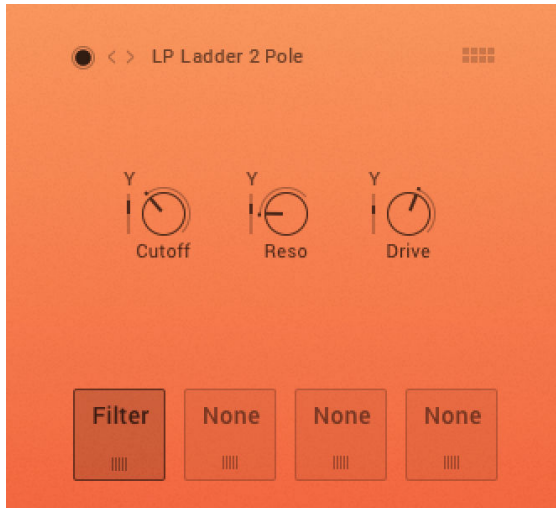 LP Ladder 2 Pole
Y Y Y
Cutoff Reso Drive
Filter None None None